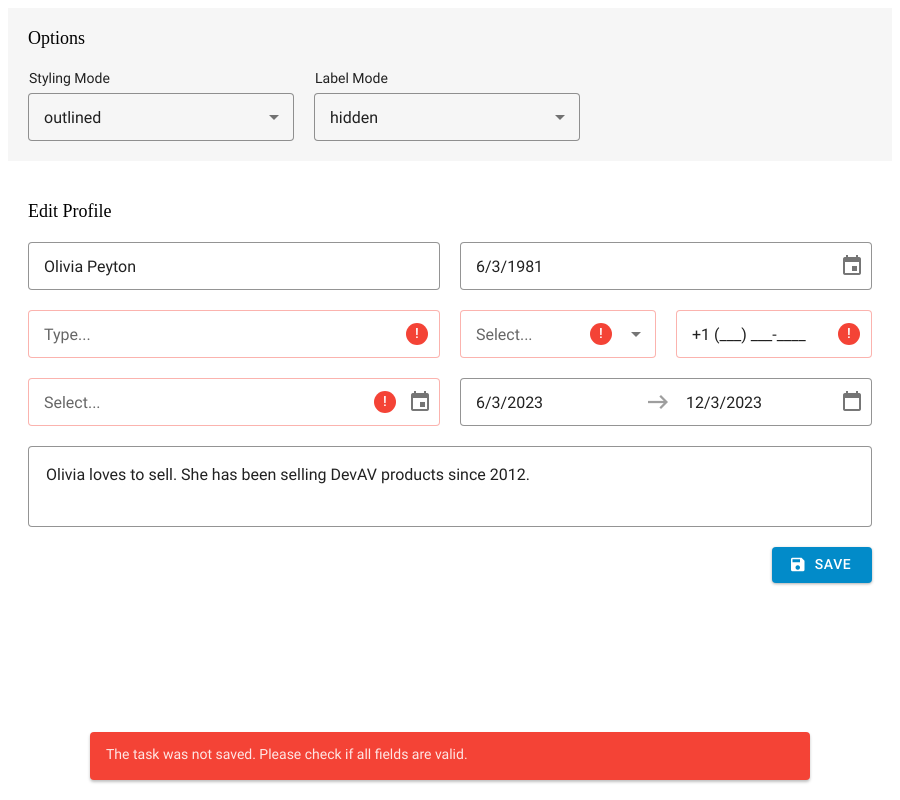 Options
Styling Mode Label Mode
outlined hidden
Edit Profile
Olivia Peyton 6/3/1981
Type... ! Select... ! +1 (___) ___-____ !
Select... ! 6/3/2023 → 12/3/2023
Olivia loves to sell. She has been selling DevAV products since 2012.
SAVE
The task was not saved. Please check if all fields are valid.